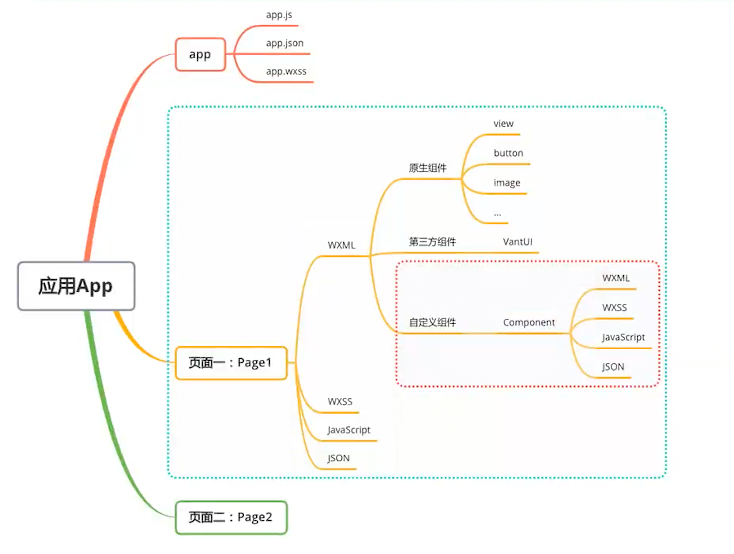 应用App
app
app.js
app.json
app.wxss
页面一：Page1
WXML
原生组件
view
button
image
...
第三方组件
VantUI
自定义组件
Component
WXML
WXSS
JavaScript
JSON
WXSS
JavaScript
JSON
页面二：Page2